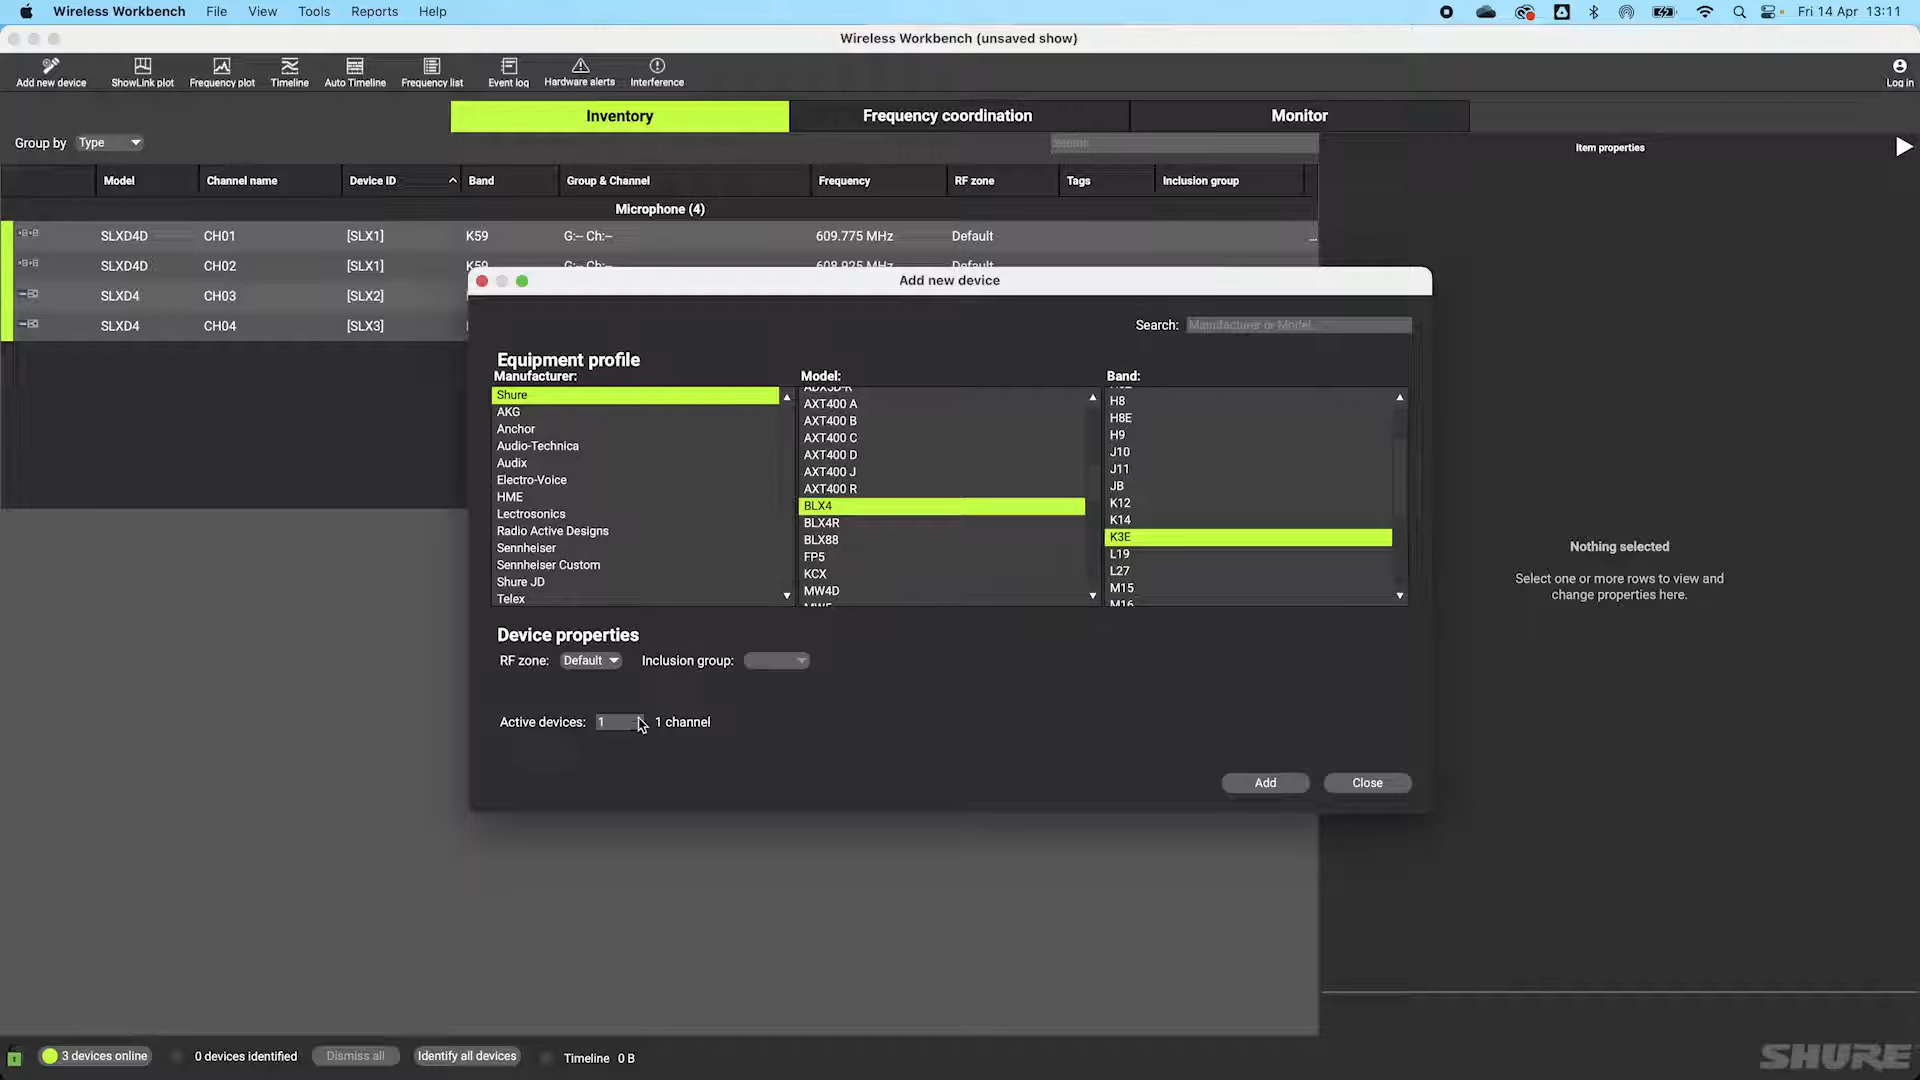 Wireless Workbench File View Tools Reports Help Fri 14 Apr 13:11
Wireless Workbench (unsaved show)
Add new device ShowLink plot Frequency plot Timeline Auto Timeline Frequency list Event log Hardware alerts Interference Log in
Inventory Frequency coordination Monitor
Group by Type Search Item properties
Model Channel name Device ID Band Group & Channel Frequency RF zone Tags Inclusion group
Microphone (4)
SLXD4D CH01 [SLX1] K59 G:-- Ch:-- 609.775 MHz Default ...
SLXD4D CH02 [SLX1] K59 G:-- Ch:-- 608.925 MHz Default
SLXD4 CH03 [SLX2]
SLXD4 CH04 [SLX3]
Add new device
Search: Manufacturer or Model...
Equipment profile
Manufacturer: Model: Band:
Shure
AKG
Anchor
Audio-Technica
Audix
Electro-Voice
HME
Lectrosonics
Radio Active Designs
Sennheiser
Sennheiser Custom
Shure JD
Telex
AXT400 A
AXT400 B
AXT400 C
AXT400 D
AXT400 J
AXT400 R
BLX4
BLX4R
BLX88
FP5
KCX
MW4D
H8
H8E
H9
J10
J11
JB
K12
K14
K3E
L19
L27
M15
M16
Nothing selected
Select one or more rows to view and
change properties here.
Device properties
RF zone: Default Inclusion group:
Active devices: 1 1 channel
Add Close
3 devices online 0 devices identified Dismiss all Identify all devices Timeline 0 B
SHURE